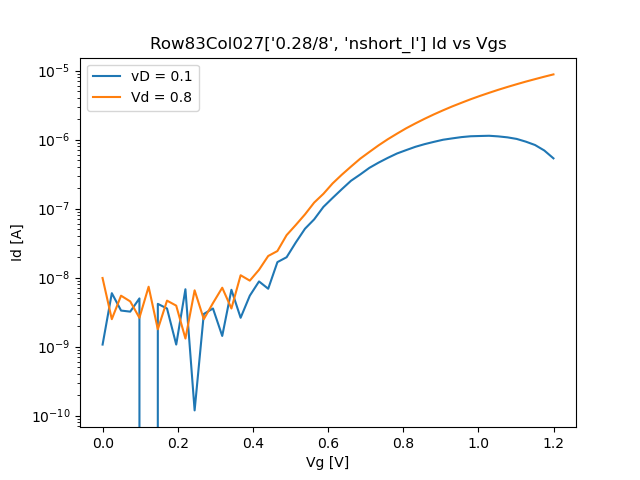 Row83Col027['0.28/8', 'nshort_l'] Id vs Vgs
vD = 0.1
Vd = 0.8
Id [A]
10⁻⁵
10⁻⁶
10⁻⁷
10⁻⁸
10⁻⁹
10⁻¹⁰
0.0 0.2 0.4 0.6 0.8 1.0 1.2
Vg [V]